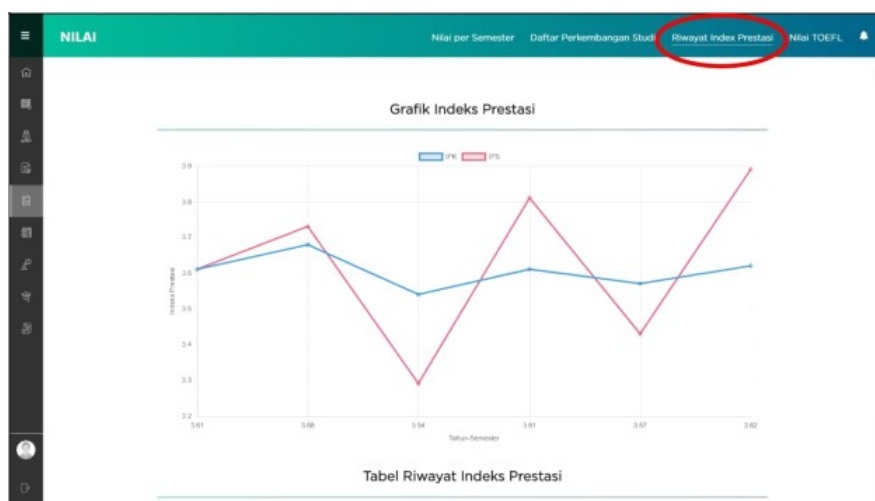 NILAI
Nilai per Semester Daftar Perkembangan Studi Riwayat Index Prestasi Nilai TOEFL
Grafik Indeks Prestasi
IPK IPS
3.9
3.8
3.7
3.6
3.5
3.4
3.3
3.2
Indeks Prestasi
3.61 3.68 3.54 3.61 3.57 3.62
Tahun-Semester
Tabel Riwayat Indeks Prestasi